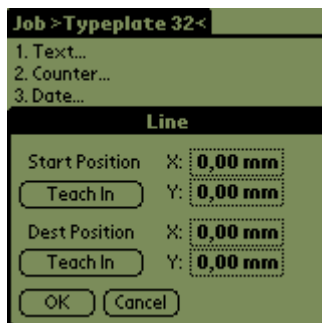 Job >Typeplate 32<
1. Text...
2. Counter...
3. Date...
Line
Start Position X: 0,00 mm
Teach In Y: 0,00 mm
Dest Position X: 0,00 mm
Teach In Y: 0,00 mm
OK Cancel